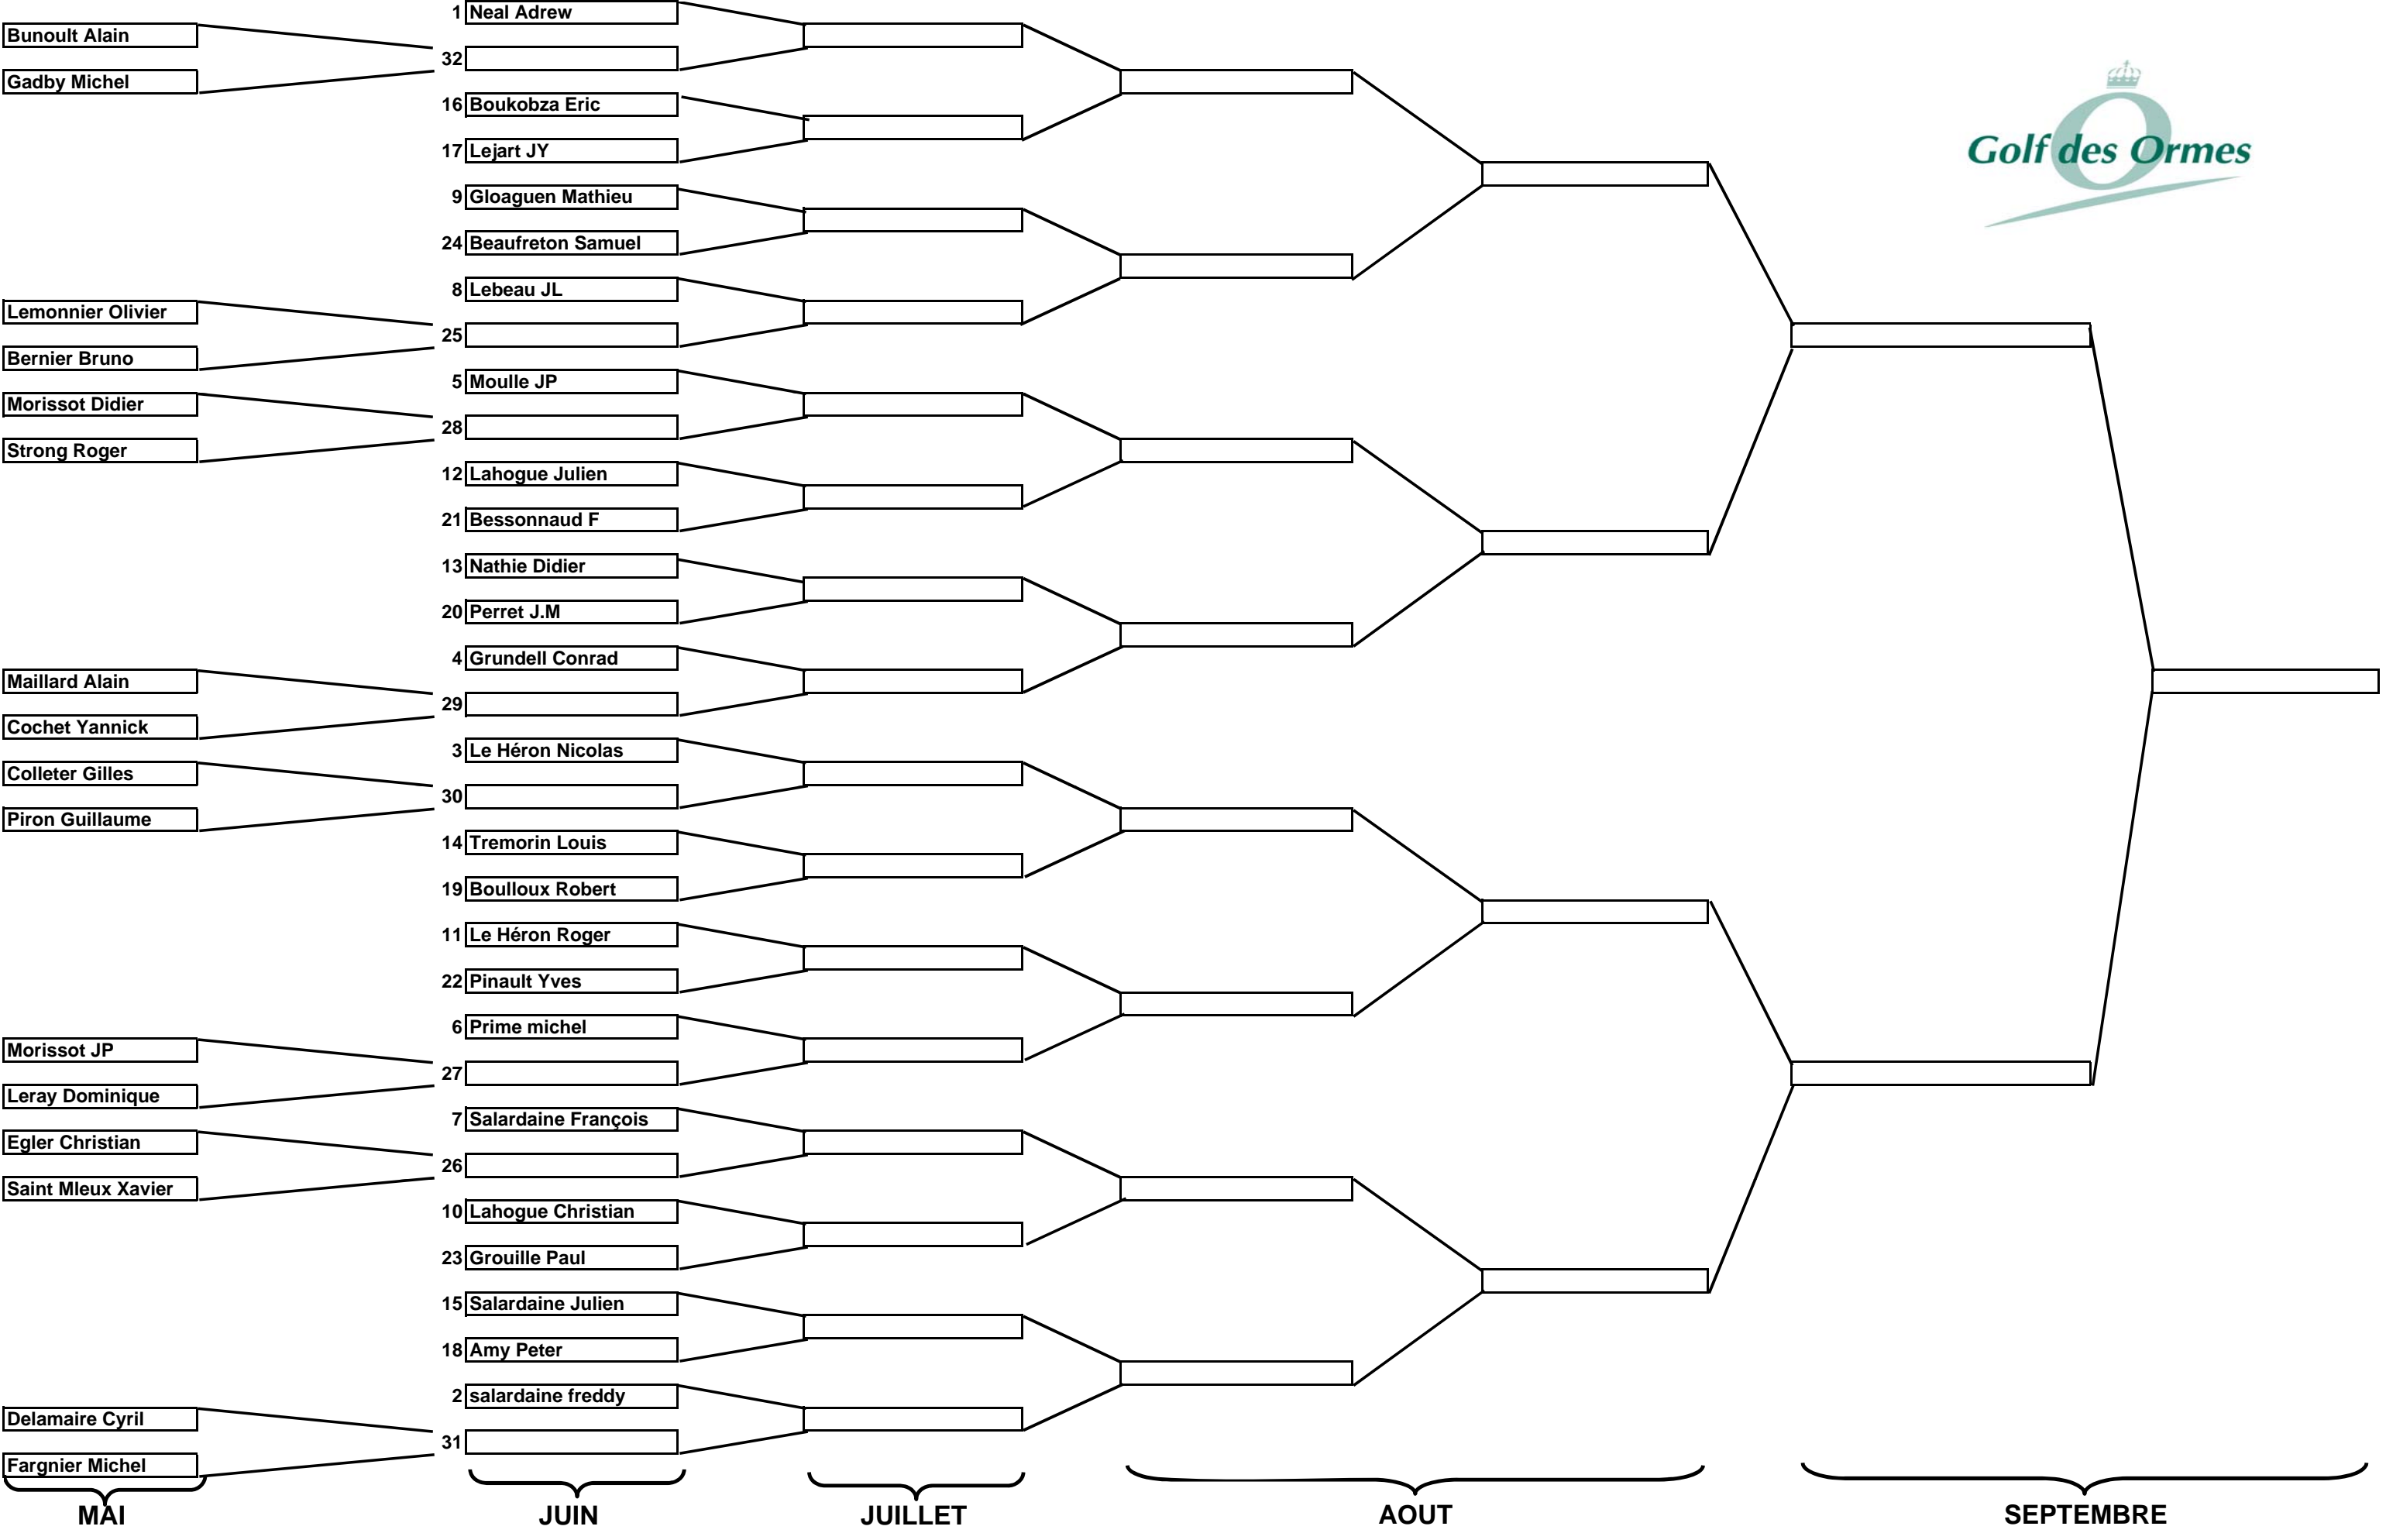 1 Neal Adrew
Bunoult Alain
32
Gadby Michel
16 Boukobza Eric
17 Lejart JY
Golf des Ormes
9 Gloaguen Mathieu
24 Beaufreton Samuel
8 Lebeau JL
Lemonnier Olivier
25
Bernier Bruno
5 Moulle JP
Morissot Didier
28
Strong Roger
12 Lahogue Julien
21 Bessonnaud F
13 Nathie Didier
20 Perret J.M
4 Grundell Conrad
Maillard Alain
29
Cochet Yannick
3 Le Héron Nicolas
Colleter Gilles
30
Piron Guillaume
14 Tremorin Louis
19 Boulloux Robert
11 Le Héron Roger
22 Pinault Yves
6 Prime michel
Morissot JP
27
Leray Dominique
7 Salardaine François
Egler Christian
26
Saint Mleux Xavier
10 Lahogue Christian
23 Grouille Paul
15 Salardaine Julien
18 Amy Peter
2 salardaine freddy
Delamaire Cyril
31
Fargnier Michel
MAI JUIN JUILLET AOUT SEPTEMBRE